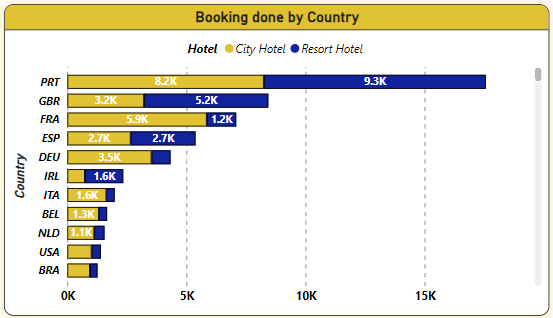 Booking done by Country
Hotel City Hotel Resort Hotel
PRT 8.2K 9.3K
GBR 3.2K 5.2K
FRA 5.9K 1.2K
ESP 2.7K 2.7K
DEU 3.5K
IRL 1.6K
ITA 1.6K
BEL 1.3K
NLD 1.1K
USA
BRA
Country
0K 5K 10K 15K